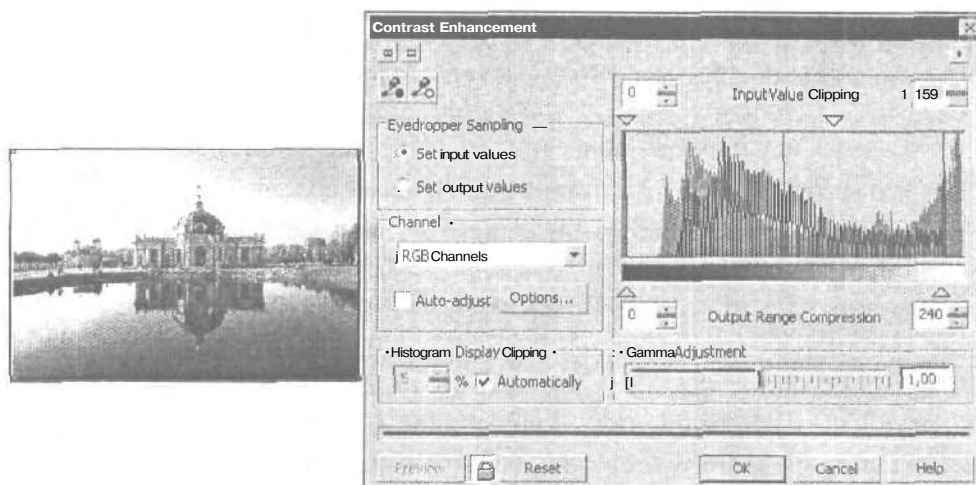 Contrast Enhancement
0 Input Value Clipping 1 159
Eyedropper Sampling
Set input values
Set output values
Channel
RGB Channels
Auto-adjust Options...
0 Output Range Compression 240
Histogram Display Clipping
5 % Automatically
Gamma Adjustment
1,00
Preview Reset OK Cancel Help